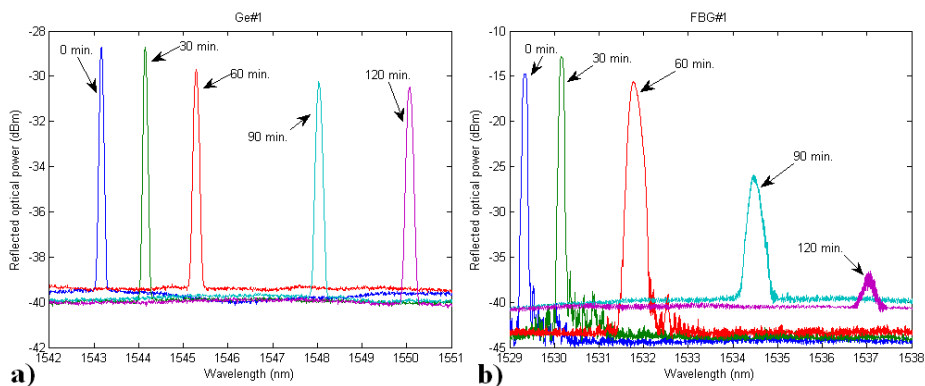 Ge#1
-28
-30
-32
-34
-36
-38
-40
-42
Reflected optical power (dBm)
0 min.
30 min.
60 min.
90 min.
120 min.
1542 1543 1544 1545 1546 1547 1548 1549 1550 1551
Wavelength (nm)
a)
FBG#1
-10
-15
-20
-25
-30
-35
-40
-45
Reflected optical power (dBm)
0 min.
30 min.
60 min.
90 min.
120 min.
1529 1530 1531 1532 1533 1534 1535 1536 1537 1538
Wavelength (nm)
b)